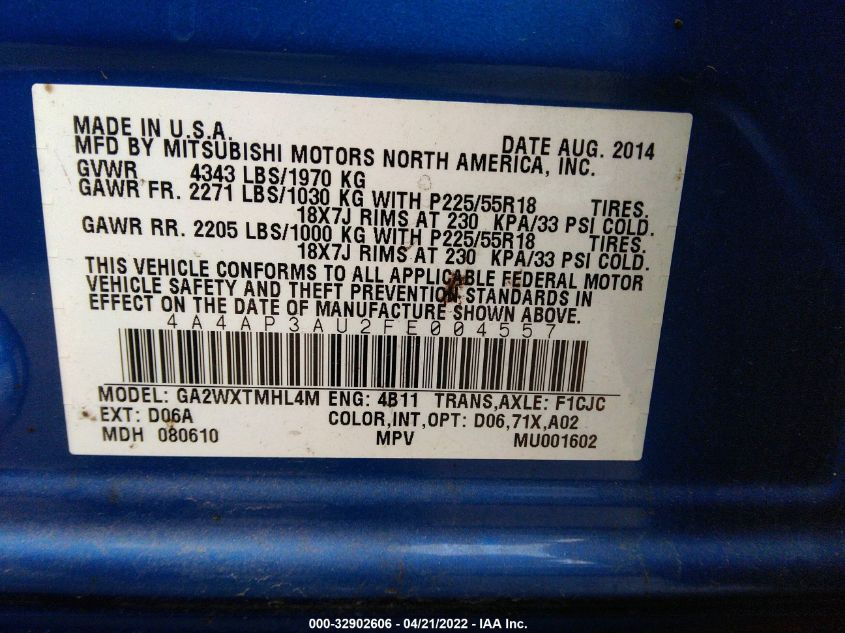 MADE IN U.S.A. DATE AUG. 2014
MFD BY MITSUBISHI MOTORS NORTH AMERICA, INC.
GVWR 4343 LBS/1970 KG
GAWR FR. 2271 LBS/1030 KG WITH P225/55R18 TIRES.
18X7J RIMS AT 230 KPA/33 PSI COLD.
GAWR RR. 2205 LBS/1000 KG WITH P225/55R18 TIRES.
18X7J RIMS AT 230 KPA/33 PSI COLD.
THIS VEHICLE CONFORMS TO ALL APPLICABLE FEDERAL MOTOR
VEHICLE SAFETY AND THEFT PREVENTION STANDARDS IN
EFFECT ON THE DATE OF MANUFACTURE SHOWN ABOVE.
4A4AP3AU2FE004557
MODEL: GA2WXTMHL4M ENG: 4B11 TRANS,AXLE: F1CJC
EXT: D06A COLOR,INT,OPT: D06,71X,A02
MDH 080610 MPV MU001602
000-32902606 - 04/21/2022 - IAA Inc.